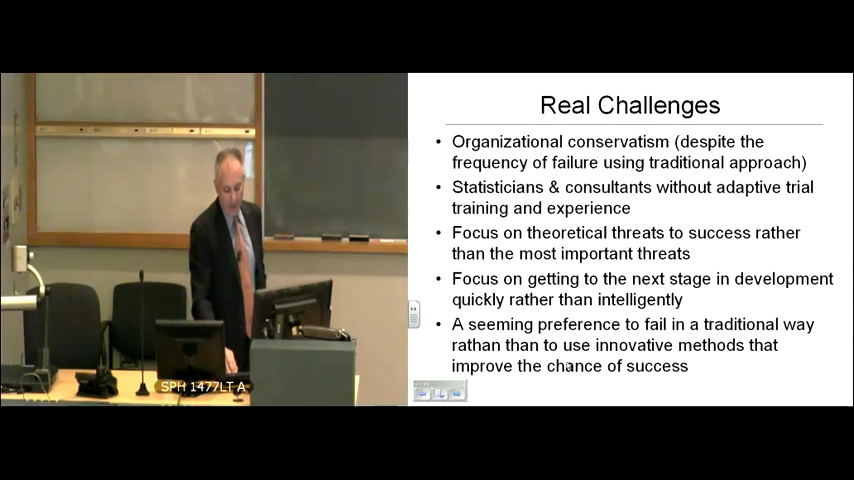 Real Challenges
• Organizational conservatism (despite the
frequency of failure using traditional approach)
• Statisticians & consultants without adaptive trial
training and experience
• Focus on theoretical threats to success rather
than the most important threats
• Focus on getting to the next stage in development
quickly rather than intelligently
• A seeming preference to fail in a traditional way
rathan than to use innovative methods that
improve the chance of success
SPH 1477LT A